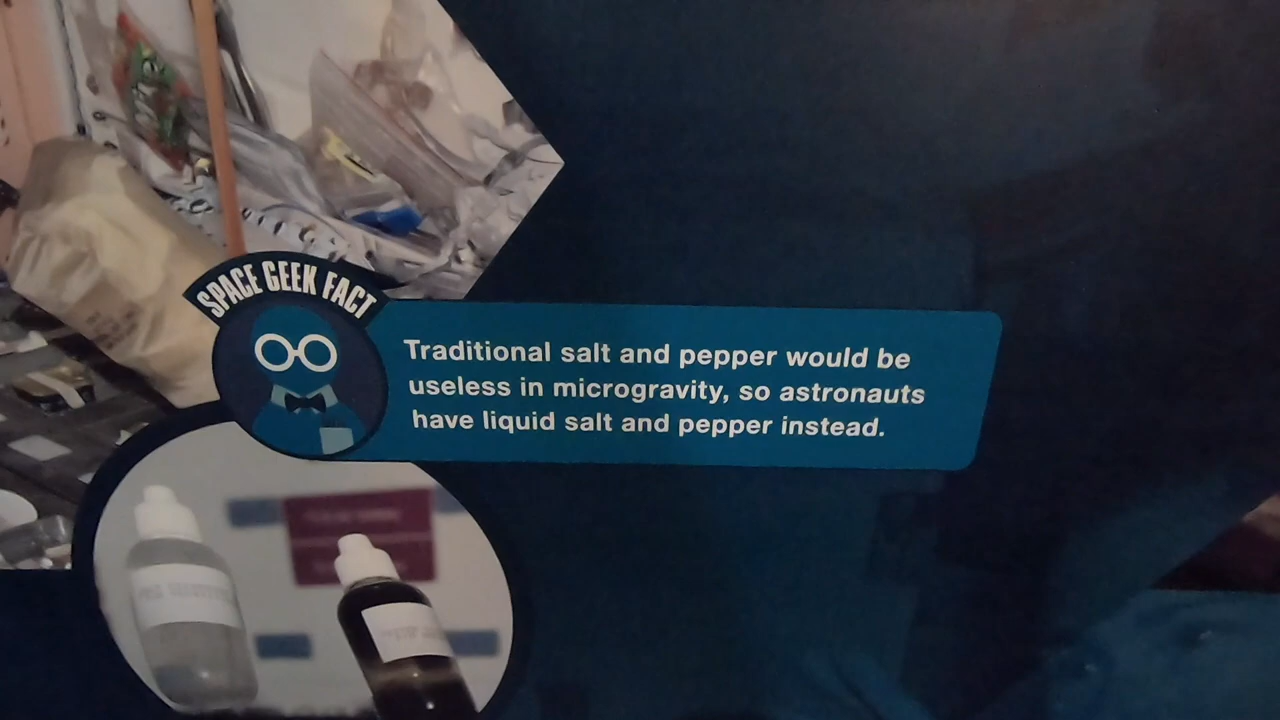 SPACE GEEK FACT
Traditional salt and pepper would be
useless in microgravity, so astronauts
have liquid salt and pepper instead.